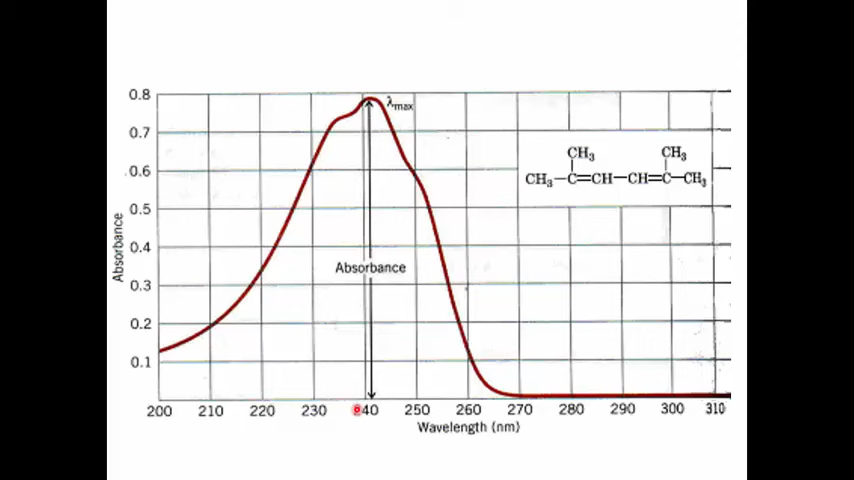 0.8
λmax
0.7
CH₃ CH₃
0.6
CH₃—C=CH—CH=C—CH₃
0.5
Absorbance
0.4
Absorbance
0.3
0.2
0.1
200 210 220 230 240 250 260 270 280 290 300 310
Wavelength (nm)